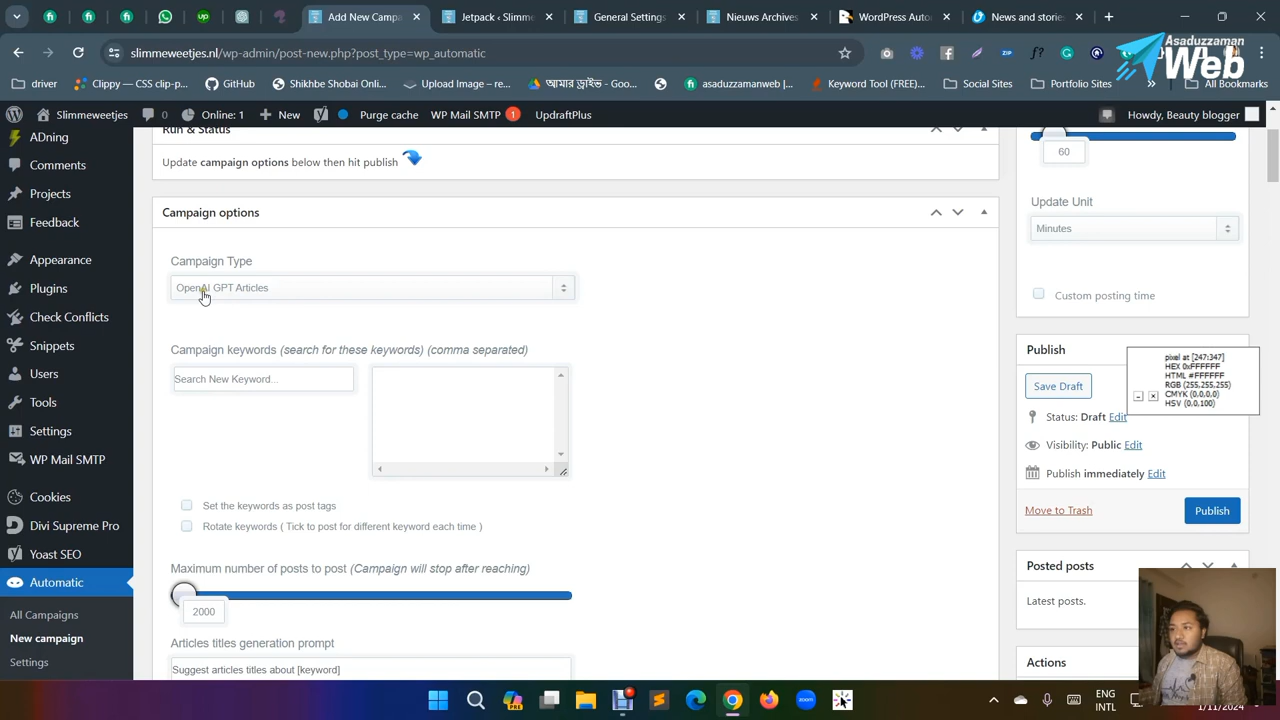 Add New Campa
Jetpack ‹ Slimme
General Settings
Nieuws Archives
WordPress Auto
News and stories
slimmeweetjes.nl/wp-admin/post-new.php?post_type=wp_automatic
Asaduzzaman
Web
driver
Clippy — CSS clip-p...
GitHub
Shikhbe Shobai Onli...
pload Image – re...
আমার ড্রাইভ - Goo...
asaduzzamanweb |...
Keyword Tool (FREE)...
Social Sites
Portfolio Sites
All Bookmarks
Slimmeweetjes
0
Online: 1
New
Purge cache
WP Mail SMTP 1
UpdraftPlus
Howdy, Beauty blogger
ADning
Comments
Projects
Feedback
Appearance
Plugins
Check Conflicts
Snippets
Users
Tools
Settings
WP Mail SMTP
Cookies
Divi Supreme Pro
Yoast SEO
Automatic
All Campaigns
New campaign
Settings
Run & Status
Update campaign options below then hit publish
Campaign options
Campaign Type
OpenAI GPT Articles
Campaign keywords (search for these keywords) (comma separated)
Search New Keyword...
Set the keywords as post tags
Rotate keywords ( Tick to post for different keyword each time )
Maximum number of posts to post (Campaign will stop after reaching)
2000
Articles titles generation prompt
Suggest articles titles about [keyword]
60
Update Unit
Minutes
Custom posting time
Publish
Save Draft
Status: Draft Edit
Visibility: Public Edit
Publish immediately Edit
Move to Trash
Publish
pixel at [247:347]
HEX 0xFFFFFF
HTML #FFFFFF
RGB (255,255,255)
CMYK (0,0,0,0)
HSV (0,0,100)
Posted posts
Latest posts.
Actions
ENG
INTL
1/11/2024